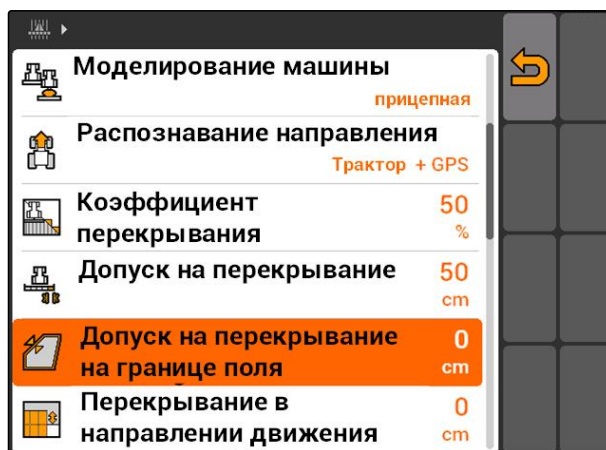 Моделирование машины
прицепная
Распознавание направления
Трактор + GPS
Коэффициент 50
перекрывания %
Допуск на перекрывание 50
cm
Допуск на перекрывание 0
на границе поля cm
Перекрывание в 0
направлении движения cm